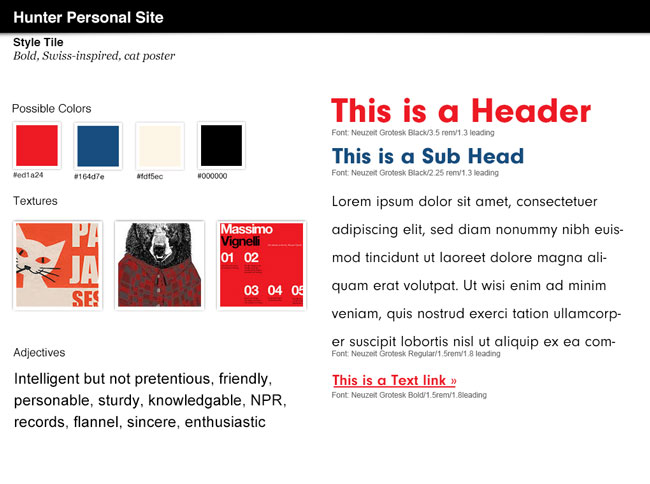 Hunter Personal Site
Style Tile
Bold, Swiss-inspired, cat poster
Possible Colors
#ed1a24
#164d7e
#fdf5ec
#000000
Textures
PA
JA
SES
Massimo
Vignelli
01 02
03 04 05
Adjectives
Intelligent but not pretentious, friendly,
personable, sturdy, knowledgable, NPR,
records, flannel, sincere, enthusiastic
This is a Header
Font: Neuzeit Grotesk Black/3.5 rem/1.3 leading
This is a Sub Head
Font: Neuzeit Grotesk Black/2.25 rem/1.3 leading
Lorem ipsum dolor sit amet, consectetuer
adipiscing elit, sed diam nonummy nibh euis-
mod tincidunt ut laoreet dolore magna ali-
quam erat volutpat. Ut wisi enim ad minim
veniam, quis nostrud exerci tation ullamcorp-
er suscipit lobortis nisl ut aliquip ex ea com-
Font: Neuzeit Grotesk Regular/1.5rem/1.8 leading
This is a Text link »
Font: Neuzeit Grotesk Bold/1.5rem/1.8leading